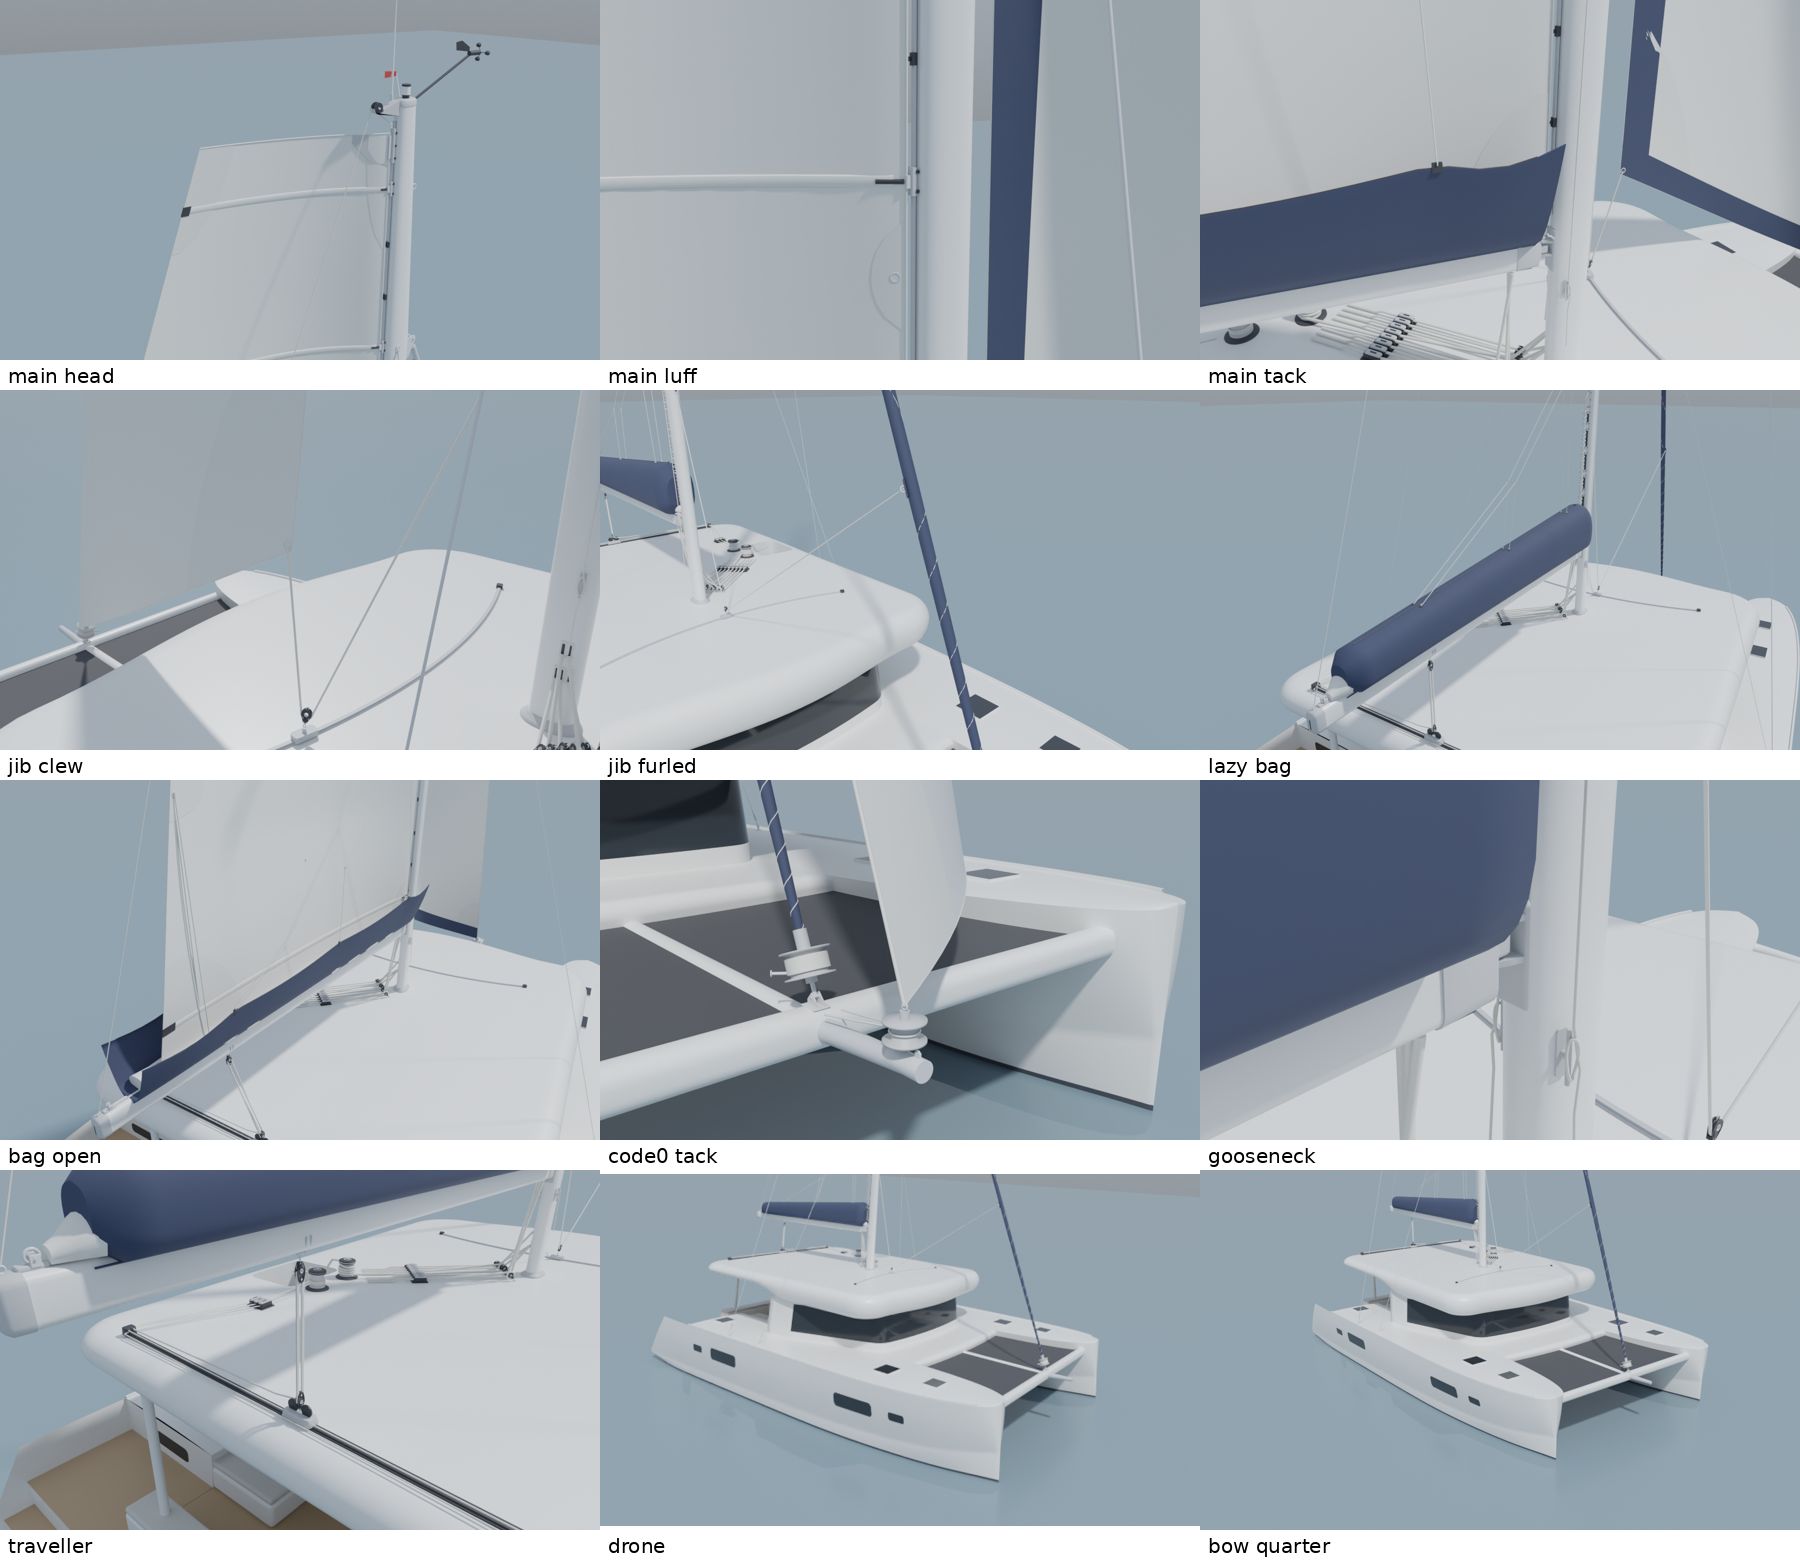 main head
main luff
main tack
jib clew
jib furled
lazy bag
bag open
code0 tack
gooseneck
traveller
drone
bow quarter